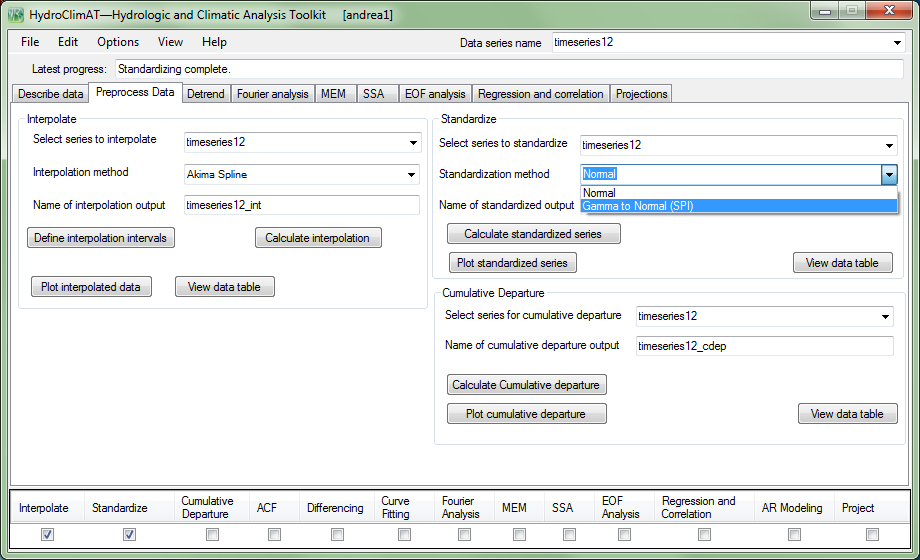 HydroClimAT—Hydrologic and Climatic Analysis Toolkit [andrea1]
File Edit Options View Help Data series name timeseries12
Latest progress: Standardizing complete.
Describe data Preprocess Data Detrend Fourier analysis MEM SSA EOF analysis Regression and correlation Projections
Interpolate
Select series to interpolate timeseries12
Interpolation method Akima Spline
Name of interpolation output timeseries12_int
Define interpolation intervals Calculate interpolation
Plot interpolated data View data table
Standardize
Select series to standardize timeseries12
Standardization method Normal
Normal
Name of standardized output Gamma to Normal (SPI)
Calculate standardized series
Plot standardized series View data table
Cumulative Departure
Select series for cumulative departure timeseries12
Name of cumulative departure output timeseries12_cdep
Calculate Cumulative departure
Plot cumulative departure View data table
Interpolate Standardize Cumulative Departure ACF Differencing Curve Fitting Fourier Analysis MEM SSA EOF Analysis Regression and Correlation AR Modeling Project